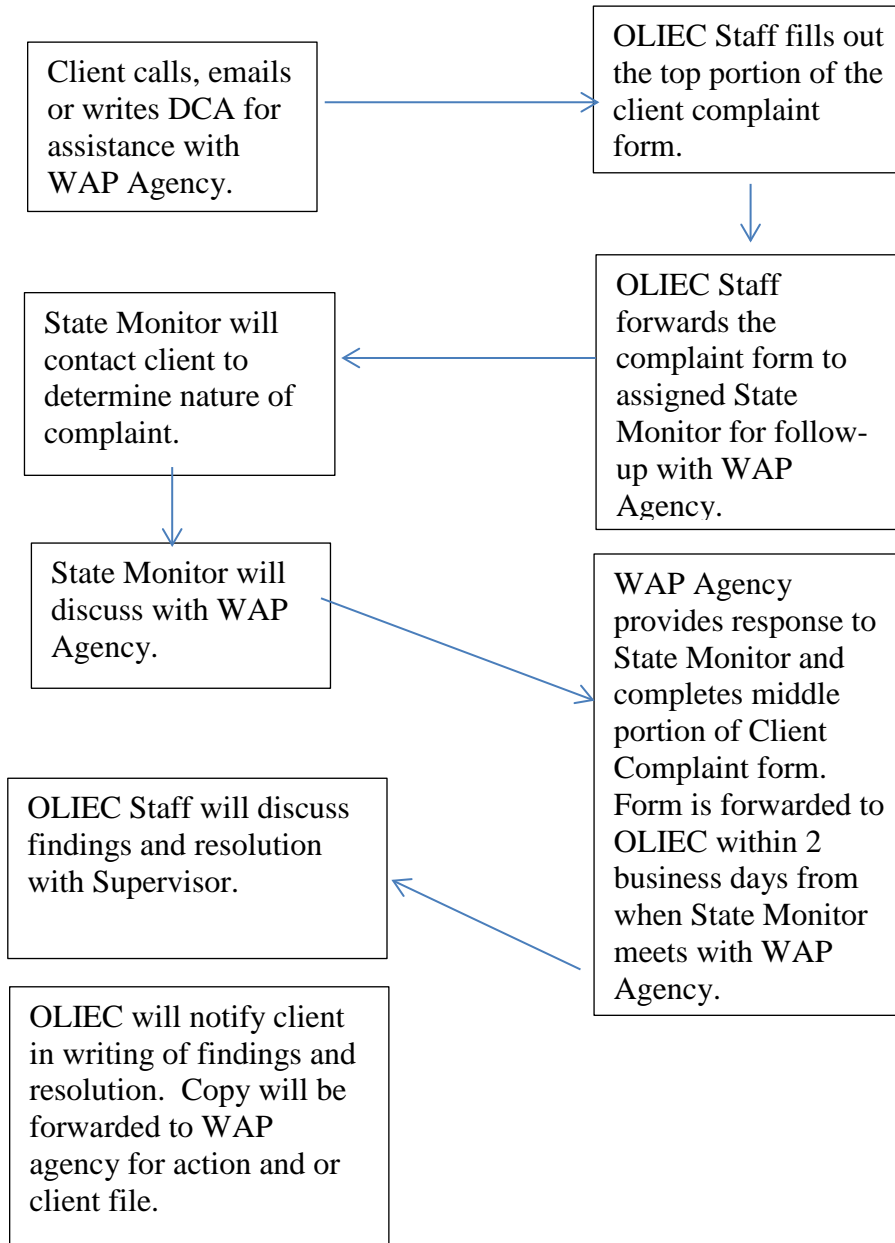 Client calls, emails
or writes DCA for
assistance with
WAP Agency.
OLIEC Staff fills out
the top portion of the
client complaint
form.
OLIEC Staff
forwards the
complaint form to
assigned State
Monitor for follow-
up with WAP
Agency.
State Monitor will
contact client to
determine nature of
complaint.
State Monitor will
discuss with WAP
Agency.
WAP Agency
provides response to
State Monitor and
completes middle
portion of Client
Complaint form.
Form is forwarded to
OLIEC within 2
business days from
when State Monitor
meets with WAP
Agency.
OLIEC Staff will discuss
findings and resolution
with Supervisor.
OLIEC will notify client
in writing of findings and
resolution.  Copy will be
forwarded to WAP
agency for action and or
client file.